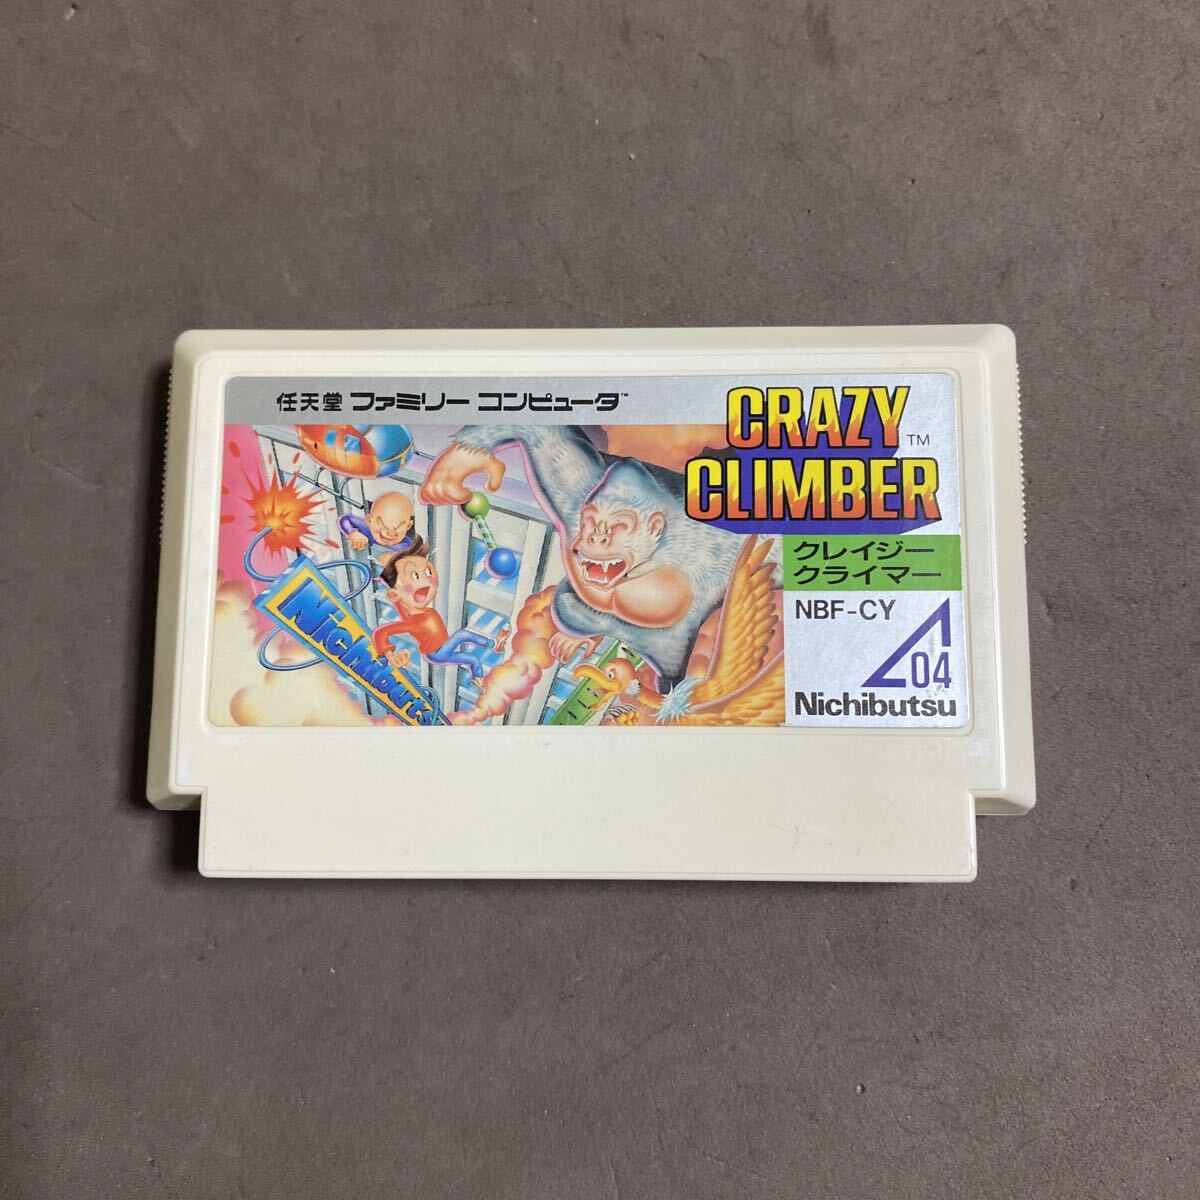 任天堂 ファミリー コンピュータ™
CRAZY
CLIMBER™
クレイジー
クライマー
NBF-CY
04
Nichibutsu
Nichibuts